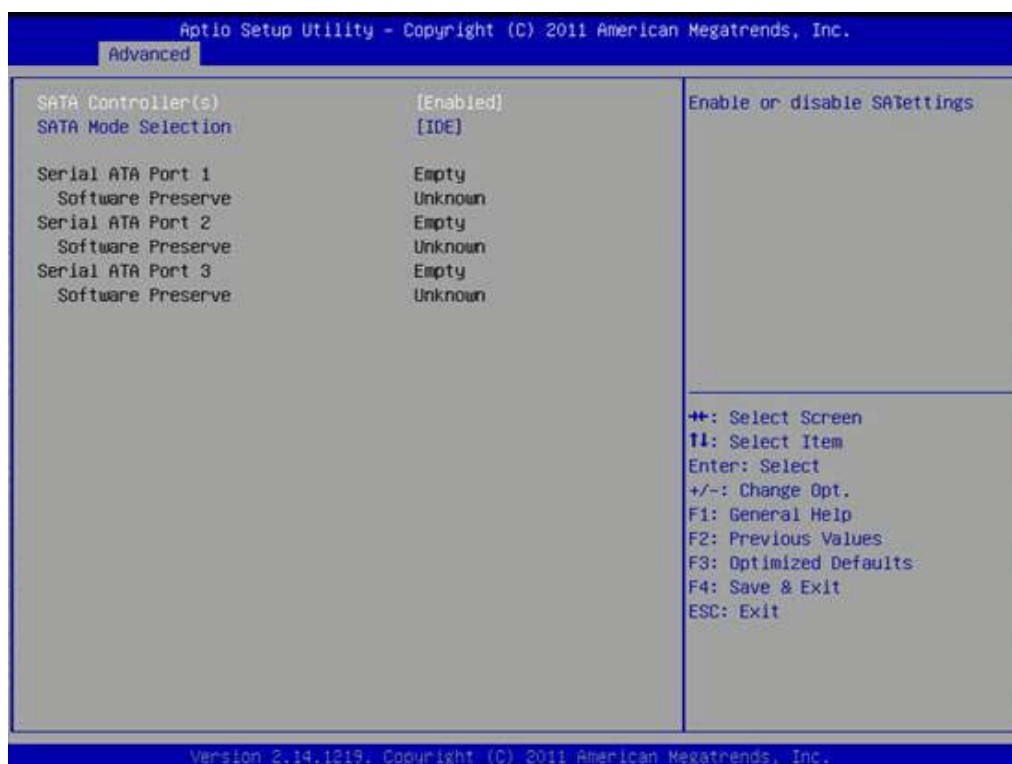 Aptio Setup Utility - Copyright (C) 2011 American Megatrends, Inc.
Advanced
SATA Controller(s) [Enabled]
SATA Mode Selection [IDE]
Serial ATA Port 1 Empty
Software Preserve Unknown
Serial ATA Port 2 Empty
Software Preserve Unknown
Serial ATA Port 3 Empty
Software Preserve Unknown
Enable or disable SATettings
→←: Select Screen
↑↓: Select Item
Enter: Select
+/-: Change Opt.
F1: General Help
F2: Previous Values
F3: Optimized Defaults
F4: Save & Exit
ESC: Exit
Version 2.14.1219. Copyright (C) 2011 American Megatrends, Inc.